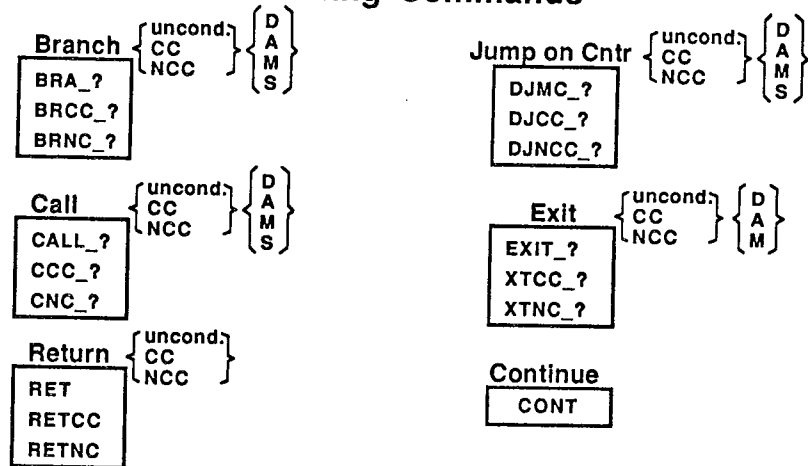 Commands
Branch {uncond. CC NCC} {D A M S}
BRA_?
BRCC_?
BRNC_?
Call {uncond. CC NCC} {D A M S}
CALL_?
CCC_?
CNC_?
Return {uncond. CC NCC}
RET
RETCC
RETNC
Jump on Cntr {uncond. CC NCC} {D A M S}
DJMC_?
DJCC_?
DJNCC_?
Exit {uncond. CC NCC} {D A M}
EXIT_?
XTCC_?
XTNC_?
Continue
CONT